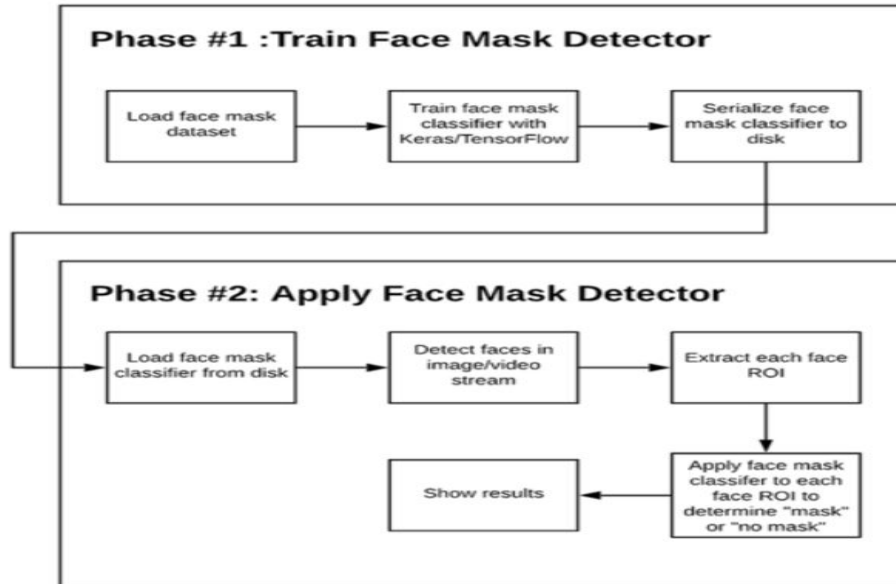 Phase #1 :Train Face Mask Detector
Load face mask
dataset
Train face mask
classifier with
Keras/TensorFlow
Serialize face
mask classifier to
disk
Phase #2: Apply Face Mask Detector
Load face mask
classifier from disk
Detect faces in
image/video
stream
Extract each face
ROI
Show results
Apply face mask
classifer to each
face ROI to
determine "mask"
or "no mask"